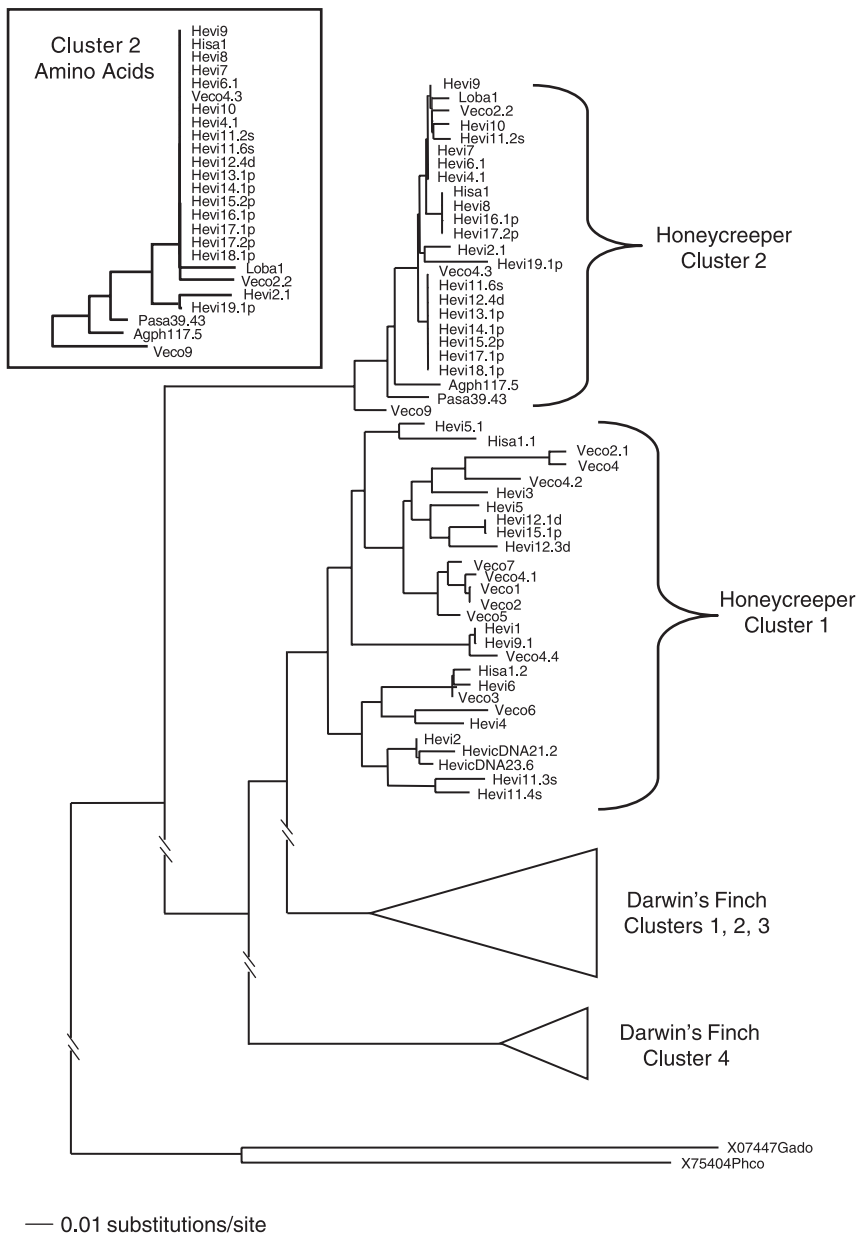 Cluster 2
Amino Acids
Hevi9
Hisa1
Hevi8
Hevi7
Hevi6.1
Veco4.3
Hevi10
Hevi4.1
Hevi11.2s
Hevi11.6s
Hevi12.4d
Hevi13.1p
Hevi14.1p
Hevi15.2p
Hevi16.1p
Hevi17.1p
Hevi17.2p
Hevi18.1p
Loba1
Veco2.2
Hevi2.1
Hevi19.1p
Pasa39.43
Agph117.5
Veco9
Hevi9
Loba1
Veco2.2
Hevi10
Hevi11.2s
Hevi7
Hevi6.1
Hevi4.1
Hisa1
Hevi8
Hevi16.1p
Hevi17.2p
Hevi2.1
Hevi19.1p
Veco4.3
Hevi11.6s
Hevi12.4d
Hevi13.1p
Hevi14.1p
Hevi15.2p
Hevi17.1p
Hevi18.1p
Agph117.5
Pasa39.43
Veco9
Honeycreeper
Cluster 2
Hevi5.1
Hisa1.1
Veco2.1
Veco4
Veco4.2
Hevi3
Hevi5
Hevi12.1d
Hevi15.1p
Hevi12.3d
Veco7
Veco4.1
Veco1
Veco2
Veco5
Hevi1
Hevi9.1
Veco4.4
Hisa1.2
Hevi6
Veco3
Veco6
Hevi4
Hevi2
HevicDNA21.2
HevicDNA23.6
Hevi11.3s
Hevi11.4s
Honeycreeper
Cluster 1
Darwin's Finch
Clusters 1, 2, 3
Darwin's Finch
Cluster 4
X07447Gado
X75404Phco
0.01 substitutions/site